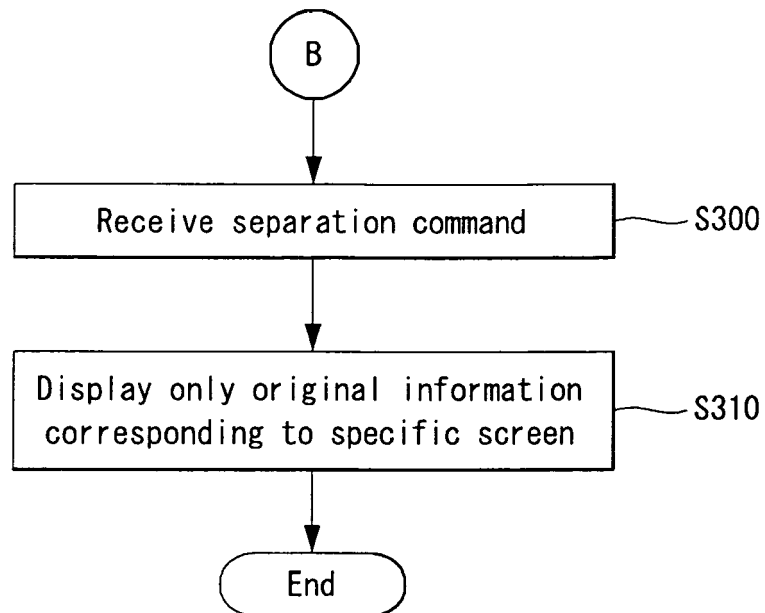 B
Receive separation command
S300
Display only original information
corresponding to specific screen
S310
End